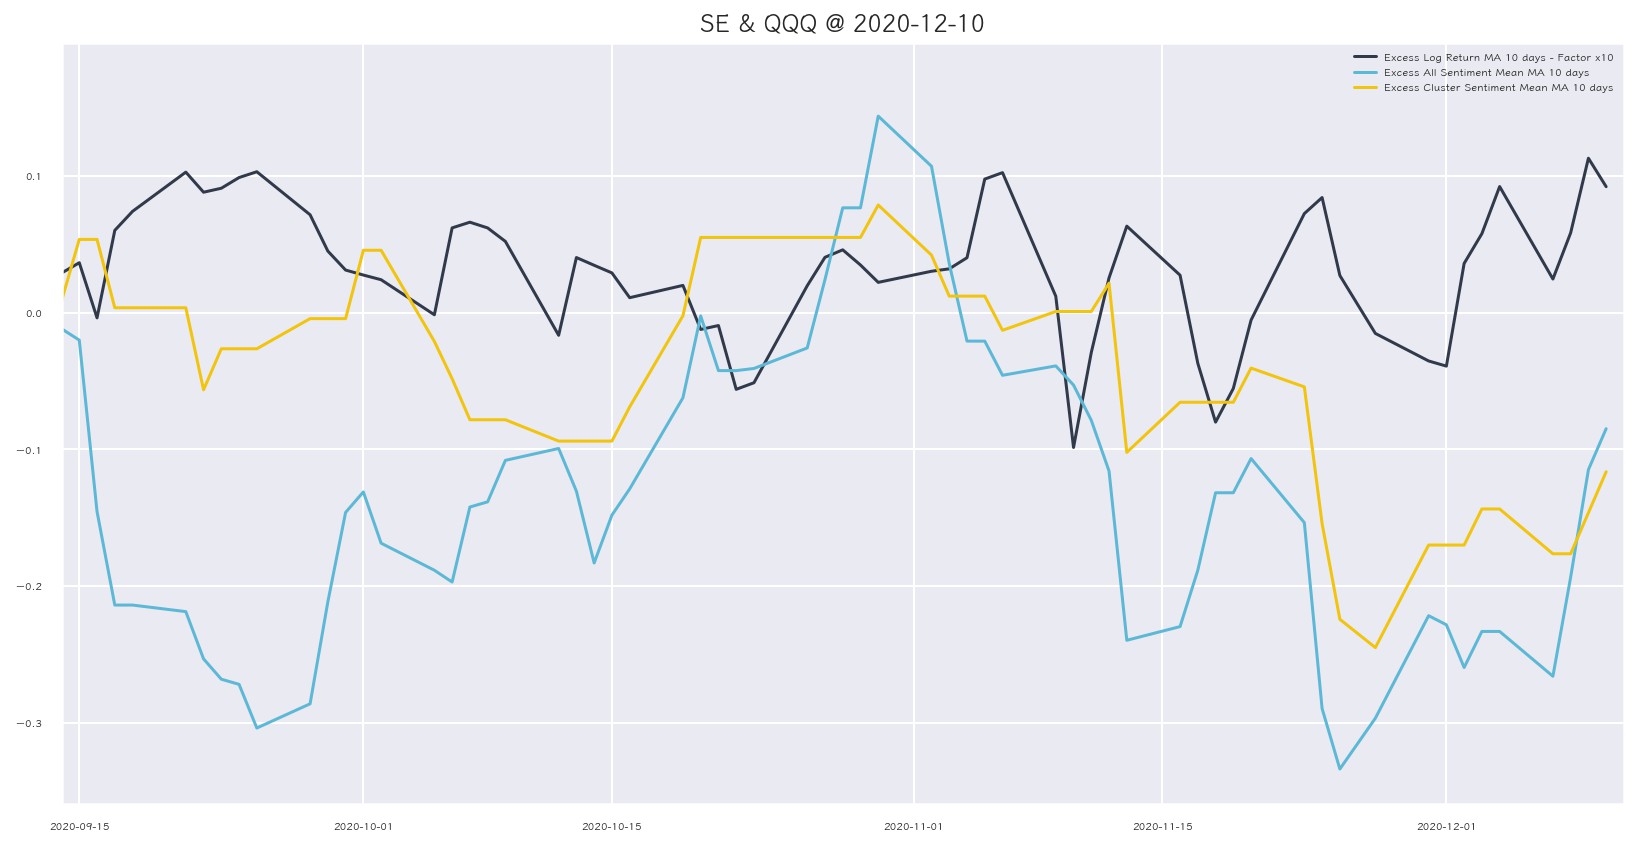 SE & QQQ @ 2020-12-10
Excess Log Return MA 10 days - Factor x10
Excess All Sentiment Mean MA 10 days
Excess Cluster Sentiment Mean MA 10 days
0.1
0.0
−0.1
−0.2
−0.3
2020-09-15
2020-10-01
2020-10-15
2020-11-01
2020-11-15
2020-12-01